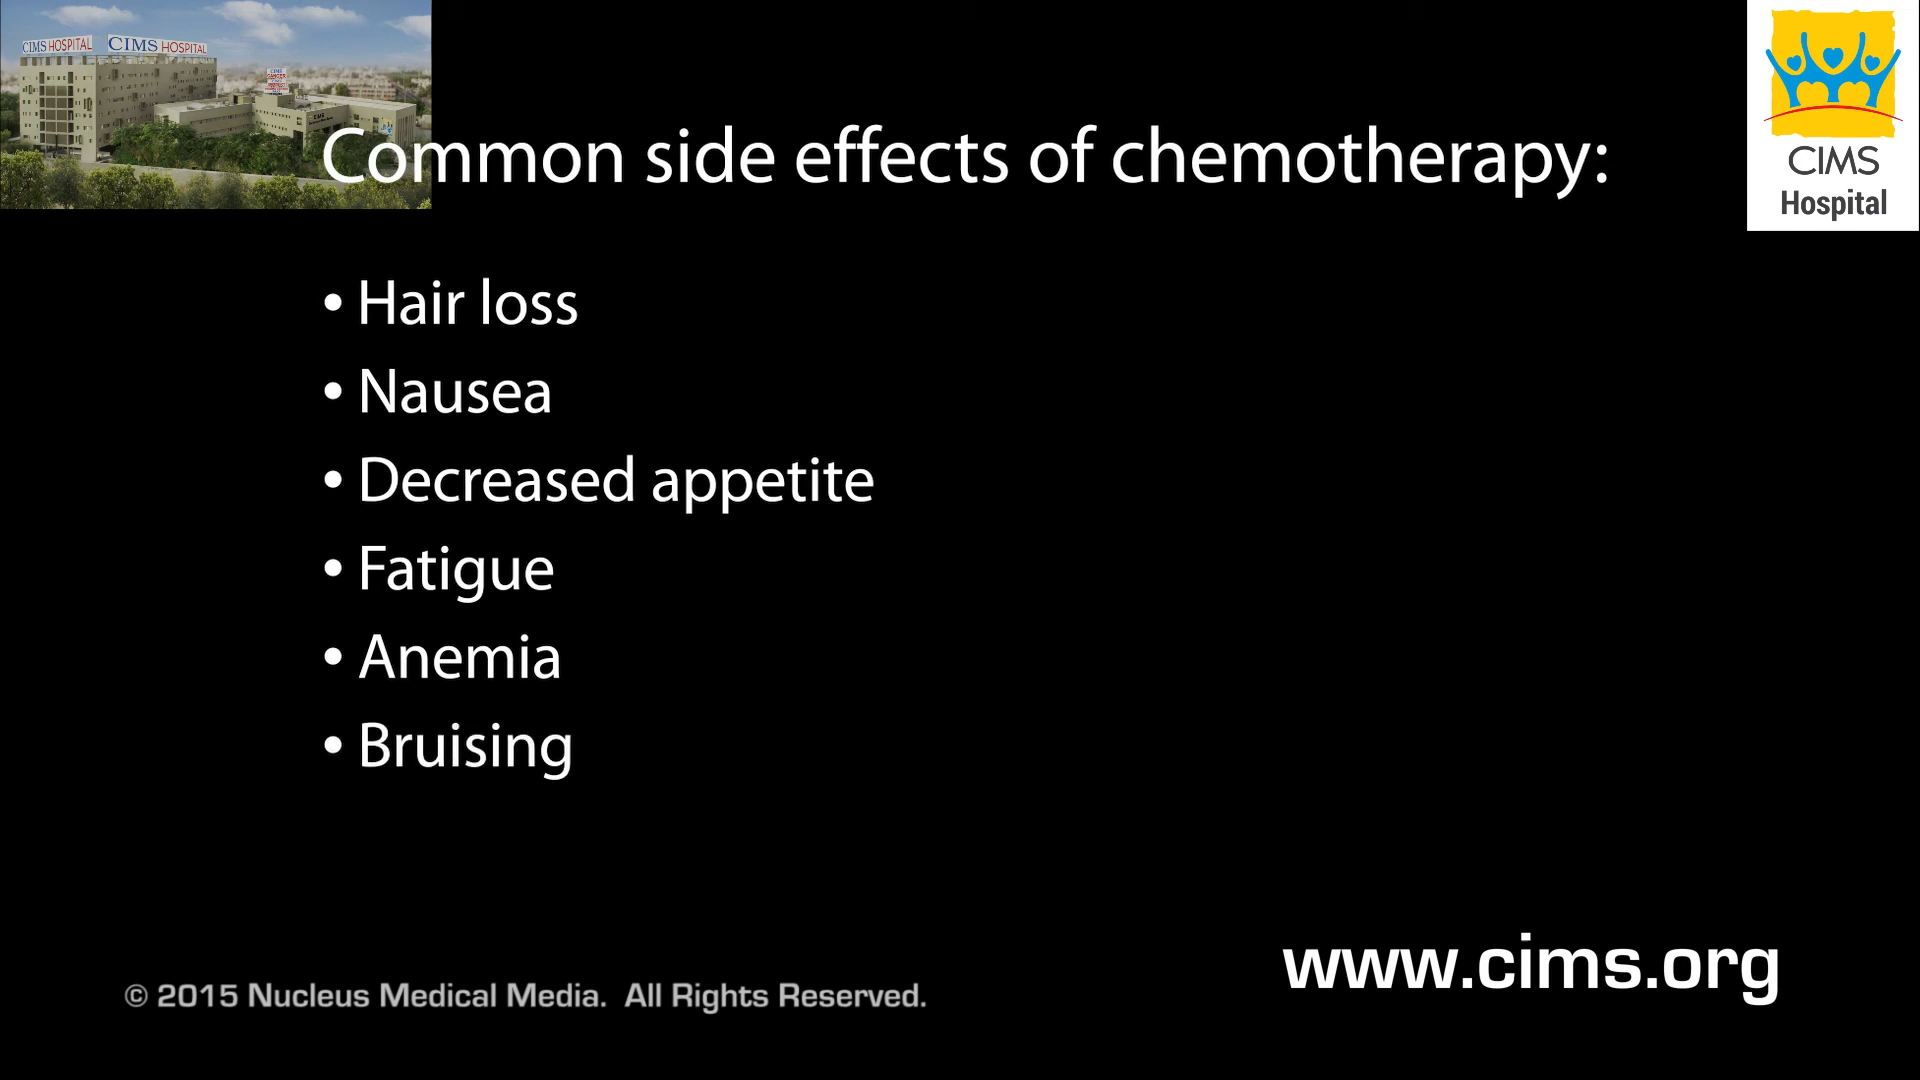 CIMS HOSPITAL CIMS HOSPITAL
CIMS
Hospital
Common side effects of chemotherapy:
• Hair loss
• Nausea
• Decreased appetite
• Fatigue
• Anemia
• Bruising
www.cims.org
© 2015 Nucleus Medical Media. All Rights Reserved.